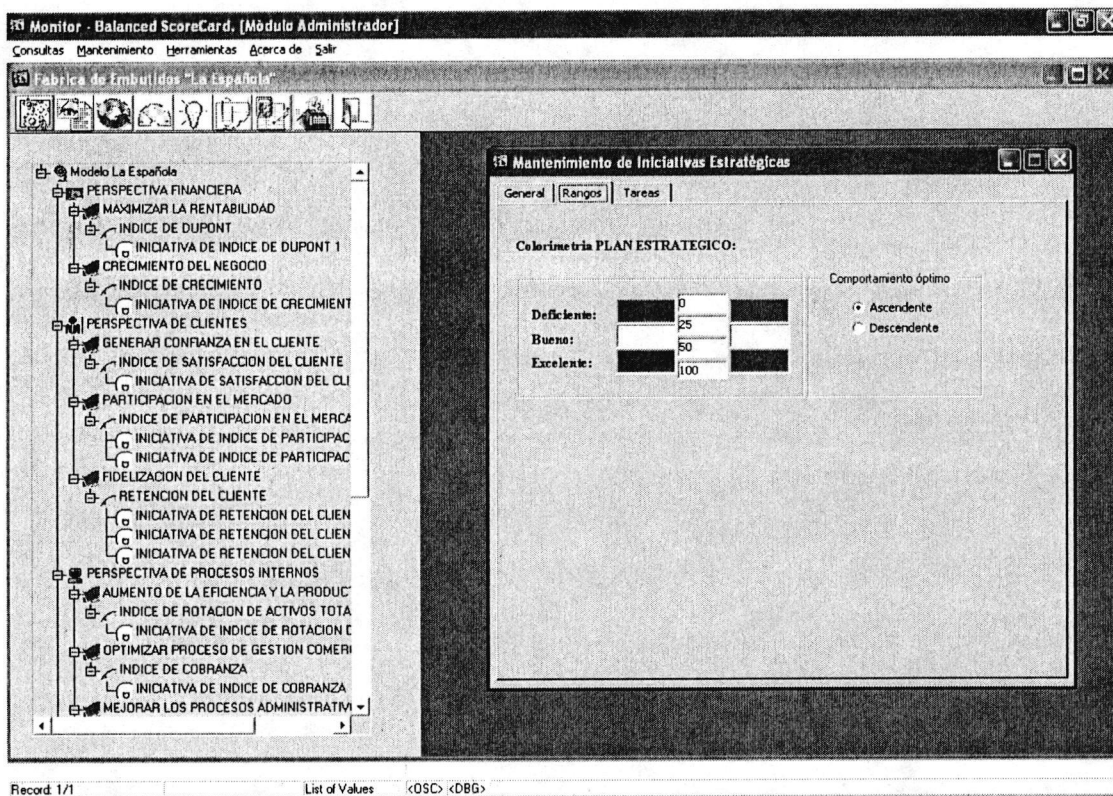 Monitor - Balanced ScoreCard. [Mòdulo Administrador]
Consultas Mantenimiento Herramientas Acerca de Salir
Fabrica de Embutidos "La Española"
Modelo La Española
PERSPECTIVA FINANCIERA
MAXIMIZAR LA RENTABILIDAD
INDICE DE DUPONT
INICIATIVA DE INDICE DE DUPONT 1
CRECIMIENTO DEL NEGOCIO
INDICE DE CRECIMIENTO
INICIATIVA DE INDICE DE CRECIMIENT
PERSPECTIVA DE CLIENTES
GENERAR CONFIANZA EN EL CLIENTE
INDICE DE SATISFACCION DEL CLIENTE
INICIATIVA DE SATISFACCION DEL CLI
PARTICIPACION EN EL MERCADO
INDICE DE PARTICIPACION EN EL MERCA
INICIATIVA DE INDICE DE PARTICIPAC
INICIATIVA DE INDICE DE PARTICIPAC
FIDELIZACION DEL CLIENTE
RETENCION DEL CLIENTE
INICIATIVA DE RETENCION DEL CLIEN
INICIATIVA DE RETENCION DEL CLIEN
INICIATIVA DE RETENCION DEL CLIEN
PERSPECTIVA DE PROCESOS INTERNOS
AUMENTO DE LA EFICIENCIA Y LA PRODUCT
INDICE DE ROTACION DE ACTIVOS TOTA
INICIATIVA DE INDICE DE ROTACION D
OPTIMIZAR PROCESO DE GESTION COMERI
INDICE DE COBRANZA
INICIATIVA DE INDICE DE COBRANZA
MEJORAR LOS PROCESOS ADMINISTRATIV
Mantenimiento de Iniciativas Estratègicas
General Rangos Tareas
Colorimetria PLAN ESTRATEGICO:
Deficiente:
Bueno:
Excelente:
0
25
50
100
Comportamiento óptimo
Ascendente
Descendente
Record: 1/1 List of Values <OSC> <DBG>